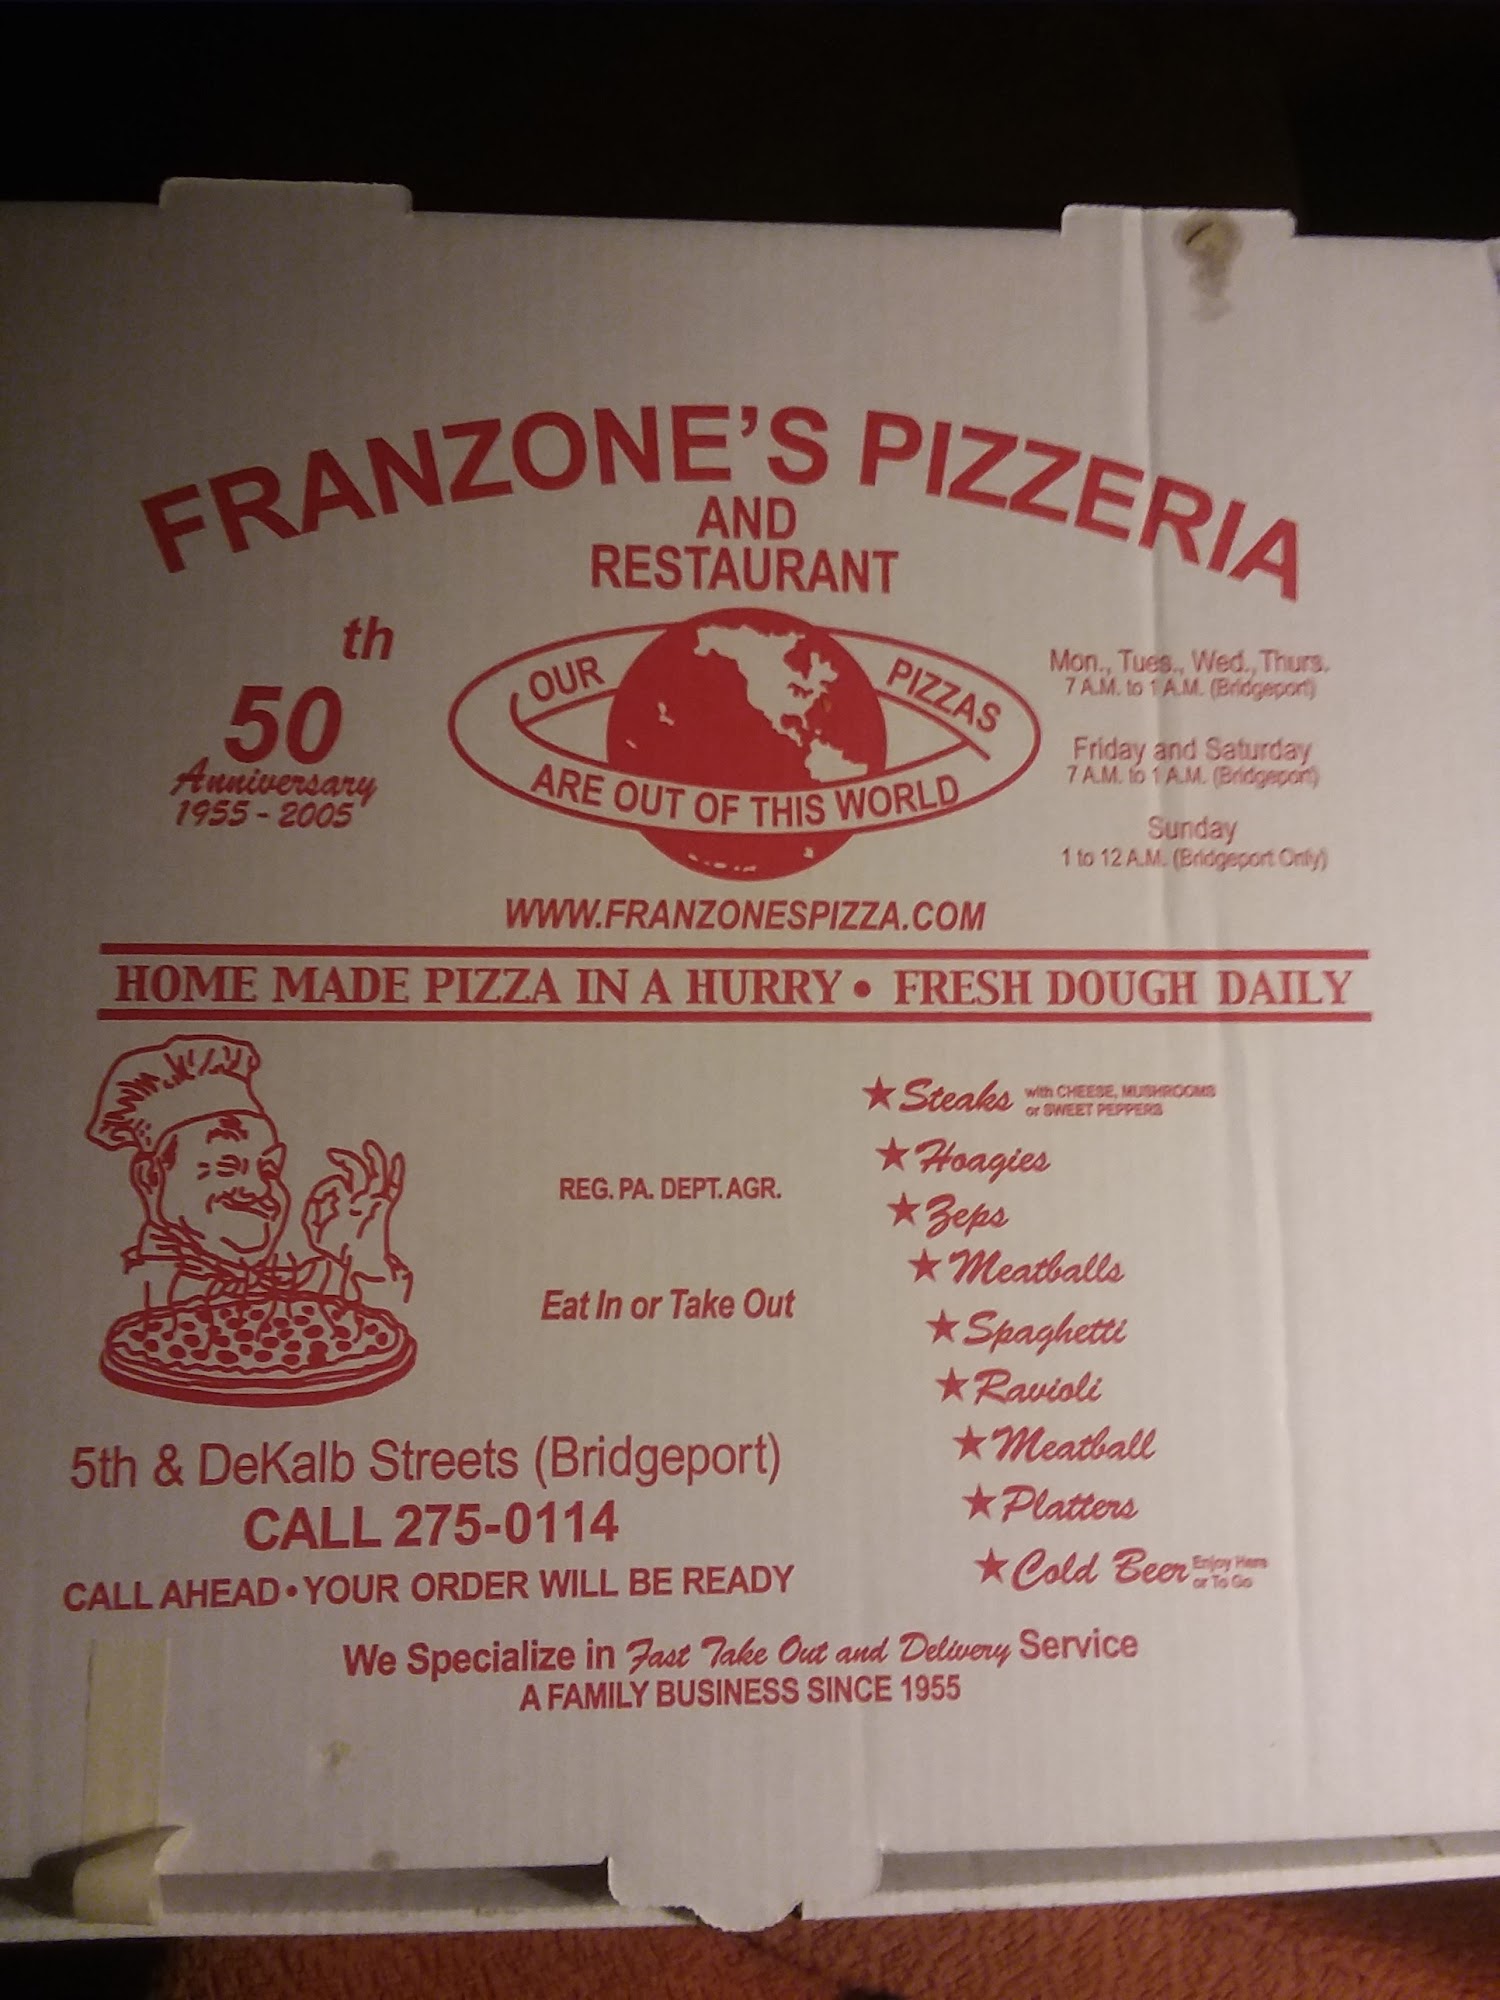 FRANZONE'S PIZZERIA
AND
RESTAURANT
50th
Anniversary
1955 - 2005
OUR PIZZAS
ARE OUT OF THIS WORLD
Mon., Tues., Wed., Thurs.
7 A.M. to 1 A.M. (Bridgeport)
Friday and Saturday
7 A.M. to 1 A.M. (Bridgeport)
Sunday
1 to 12 A.M. (Bridgeport Only)
WWW.FRANZONESPIZZA.COM
HOME MADE PIZZA IN A HURRY • FRESH DOUGH DAILY
REG. PA. DEPT. AGR.
Eat In or Take Out
★ Steaks with CHEESE, MUSHROOMS
or SWEET PEPPERS
★ Hoagies
★ Zeps
★ Meatballs
★ Spaghetti
★ Ravioli
★ Meatball
★ Platters
★ Cold Beer Enjoy Here
or To Go
5th & DeKalb Streets (Bridgeport)
CALL 275-0114
CALL AHEAD • YOUR ORDER WILL BE READY
We Specialize in Fast Take Out and Delivery Service
A FAMILY BUSINESS SINCE 1955